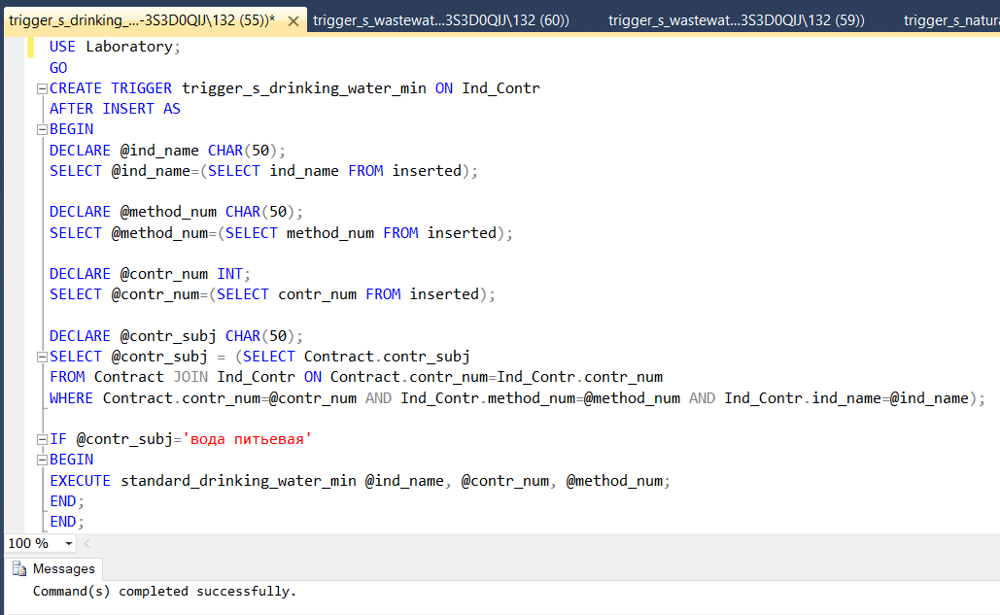 trigger_s_drinking_...-3S3D0QIJ\132 (55))* trigger_s_wastewat...3S3D0QIJ\132 (60)) trigger_s_wastewat...3S3D0QIJ\132 (59)) trigger_s_natura
USE Laboratory;
GO
CREATE TRIGGER trigger_s_drinking_water_min ON Ind_Contr
AFTER INSERT AS
BEGIN
DECLARE @ind_name CHAR(50);
SELECT @ind_name=(SELECT ind_name FROM inserted);
DECLARE @method_num CHAR(50);
SELECT @method_num=(SELECT method_num FROM inserted);
DECLARE @contr_num INT;
SELECT @contr_num=(SELECT contr_num FROM inserted);
DECLARE @contr_subj CHAR(50);
SELECT @contr_subj = (SELECT Contract.contr_subj
FROM Contract JOIN Ind_Contr ON Contract.contr_num=Ind_Contr.contr_num
WHERE Contract.contr_num=@contr_num AND Ind_Contr.method_num=@method_num AND Ind_Contr.ind_name=@ind_name);
IF @contr_subj='вода питьевая'
BEGIN
EXECUTE standard_drinking_water_min @ind_name, @contr_num, @method_num;
END;
END;
100 %
Messages
Command(s) completed successfully.